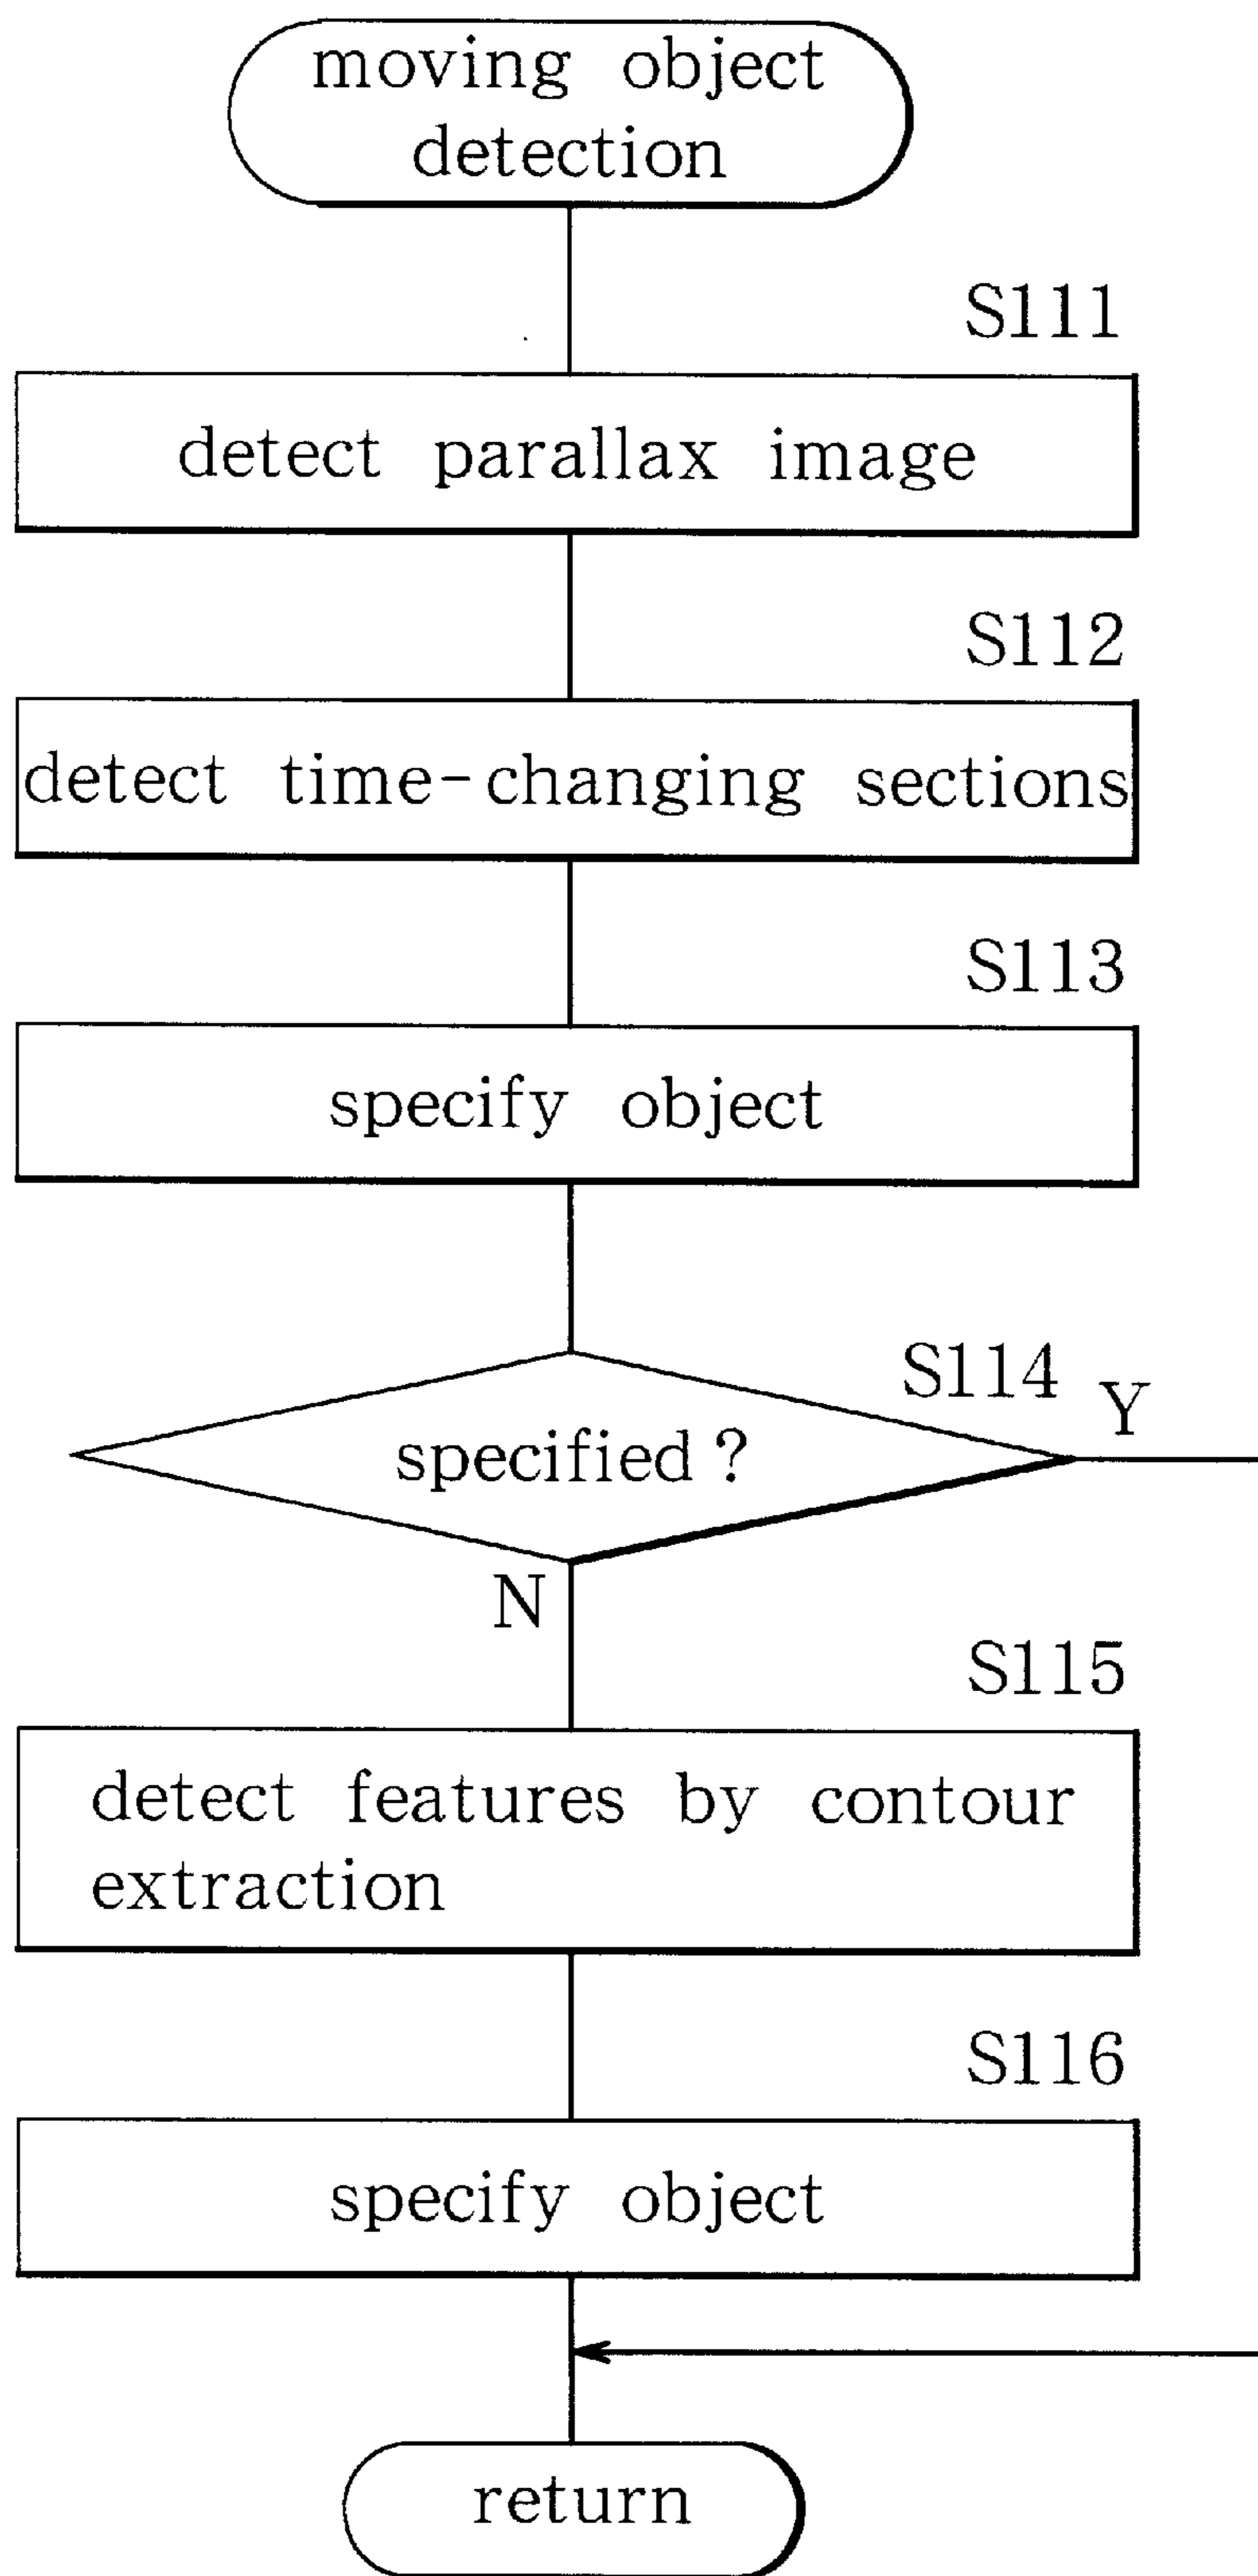 moving object
detection
S111
detect parallax image
S112
detect time-changing sections
S113
specify object
S114
Y
specified ?
N
S115
detect features by contour
extraction
S116
specify object
return